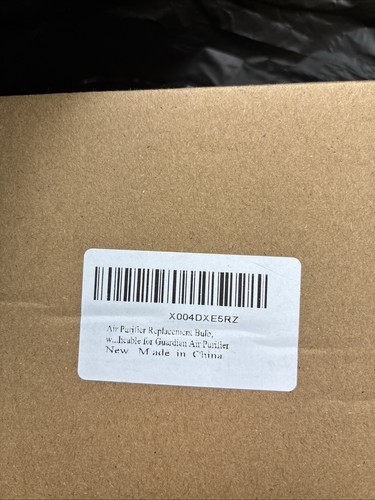 X004DXE5RZ
Air Purifier Replacement Bulb,
for Guardian Air Purifier
New Made in China